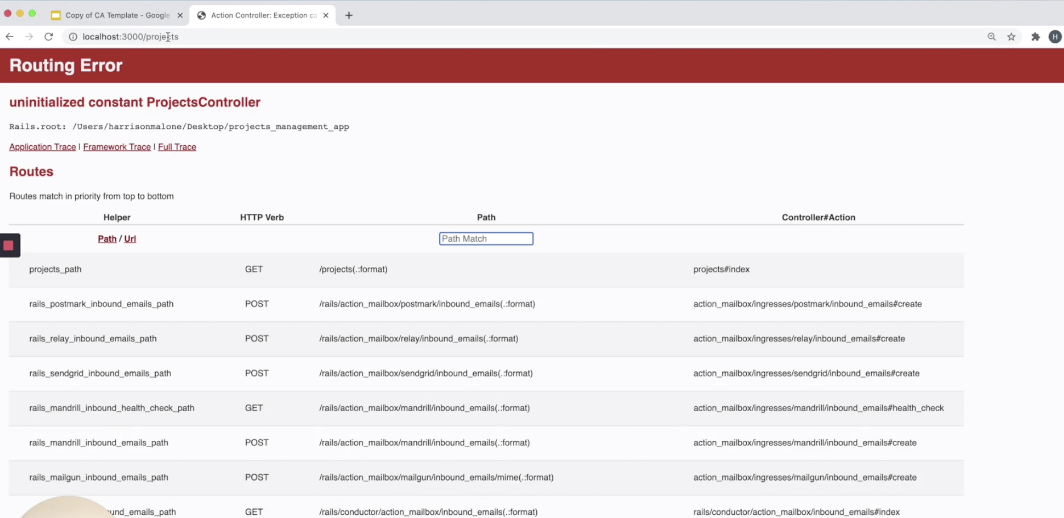 Copy of CA Template - Google
Action Controller: Exception ca
localhost:3000/projects
H
Routing Error
uninitialized constant ProjectsController
Rails.root: /Users/harrisonmalone/Desktop/projects_management_app
Application Trace | Framework Trace | Full Trace
Routes
Routes match in priority from top to bottom
Helper HTTP Verb Path Controller#Action
Path / Url Path Match
projects_path GET /projects(.:format) projects#index
rails_postmark_inbound_emails_path POST /rails/action_mailbox/postmark/inbound_emails(.:format) action_mailbox/ingresses/postmark/inbound_emails#create
rails_relay_inbound_emails_path POST /rails/action_mailbox/relay/inbound_emails(.:format) action_mailbox/ingresses/relay/inbound_emails#create
rails_sendgrid_inbound_emails_path POST /rails/action_mailbox/sendgrid/inbound_emails(.:format) action_mailbox/ingresses/sendgrid/inbound_emails#create
rails_mandrill_inbound_health_check_path GET /rails/action_mailbox/mandrill/inbound_emails(.:format) action_mailbox/ingresses/mandrill/inbound_emails#health_check
rails_mandrill_inbound_emails_path POST /rails/action_mailbox/mandrill/inbound_emails(.:format) action_mailbox/ingresses/mandrill/inbound_emails#create
rails_mailgun_inbound_emails_path POST /rails/action_mailbox/mailgun/inbound_emails/mime(.:format) action_mailbox/ingresses/mailgun/inbound_emails#create
und_emails_path GET /rails/conductor/action_mailbox/inbound_emails(.:format) rails/conductor/action_mailbox/inbound_emails#index